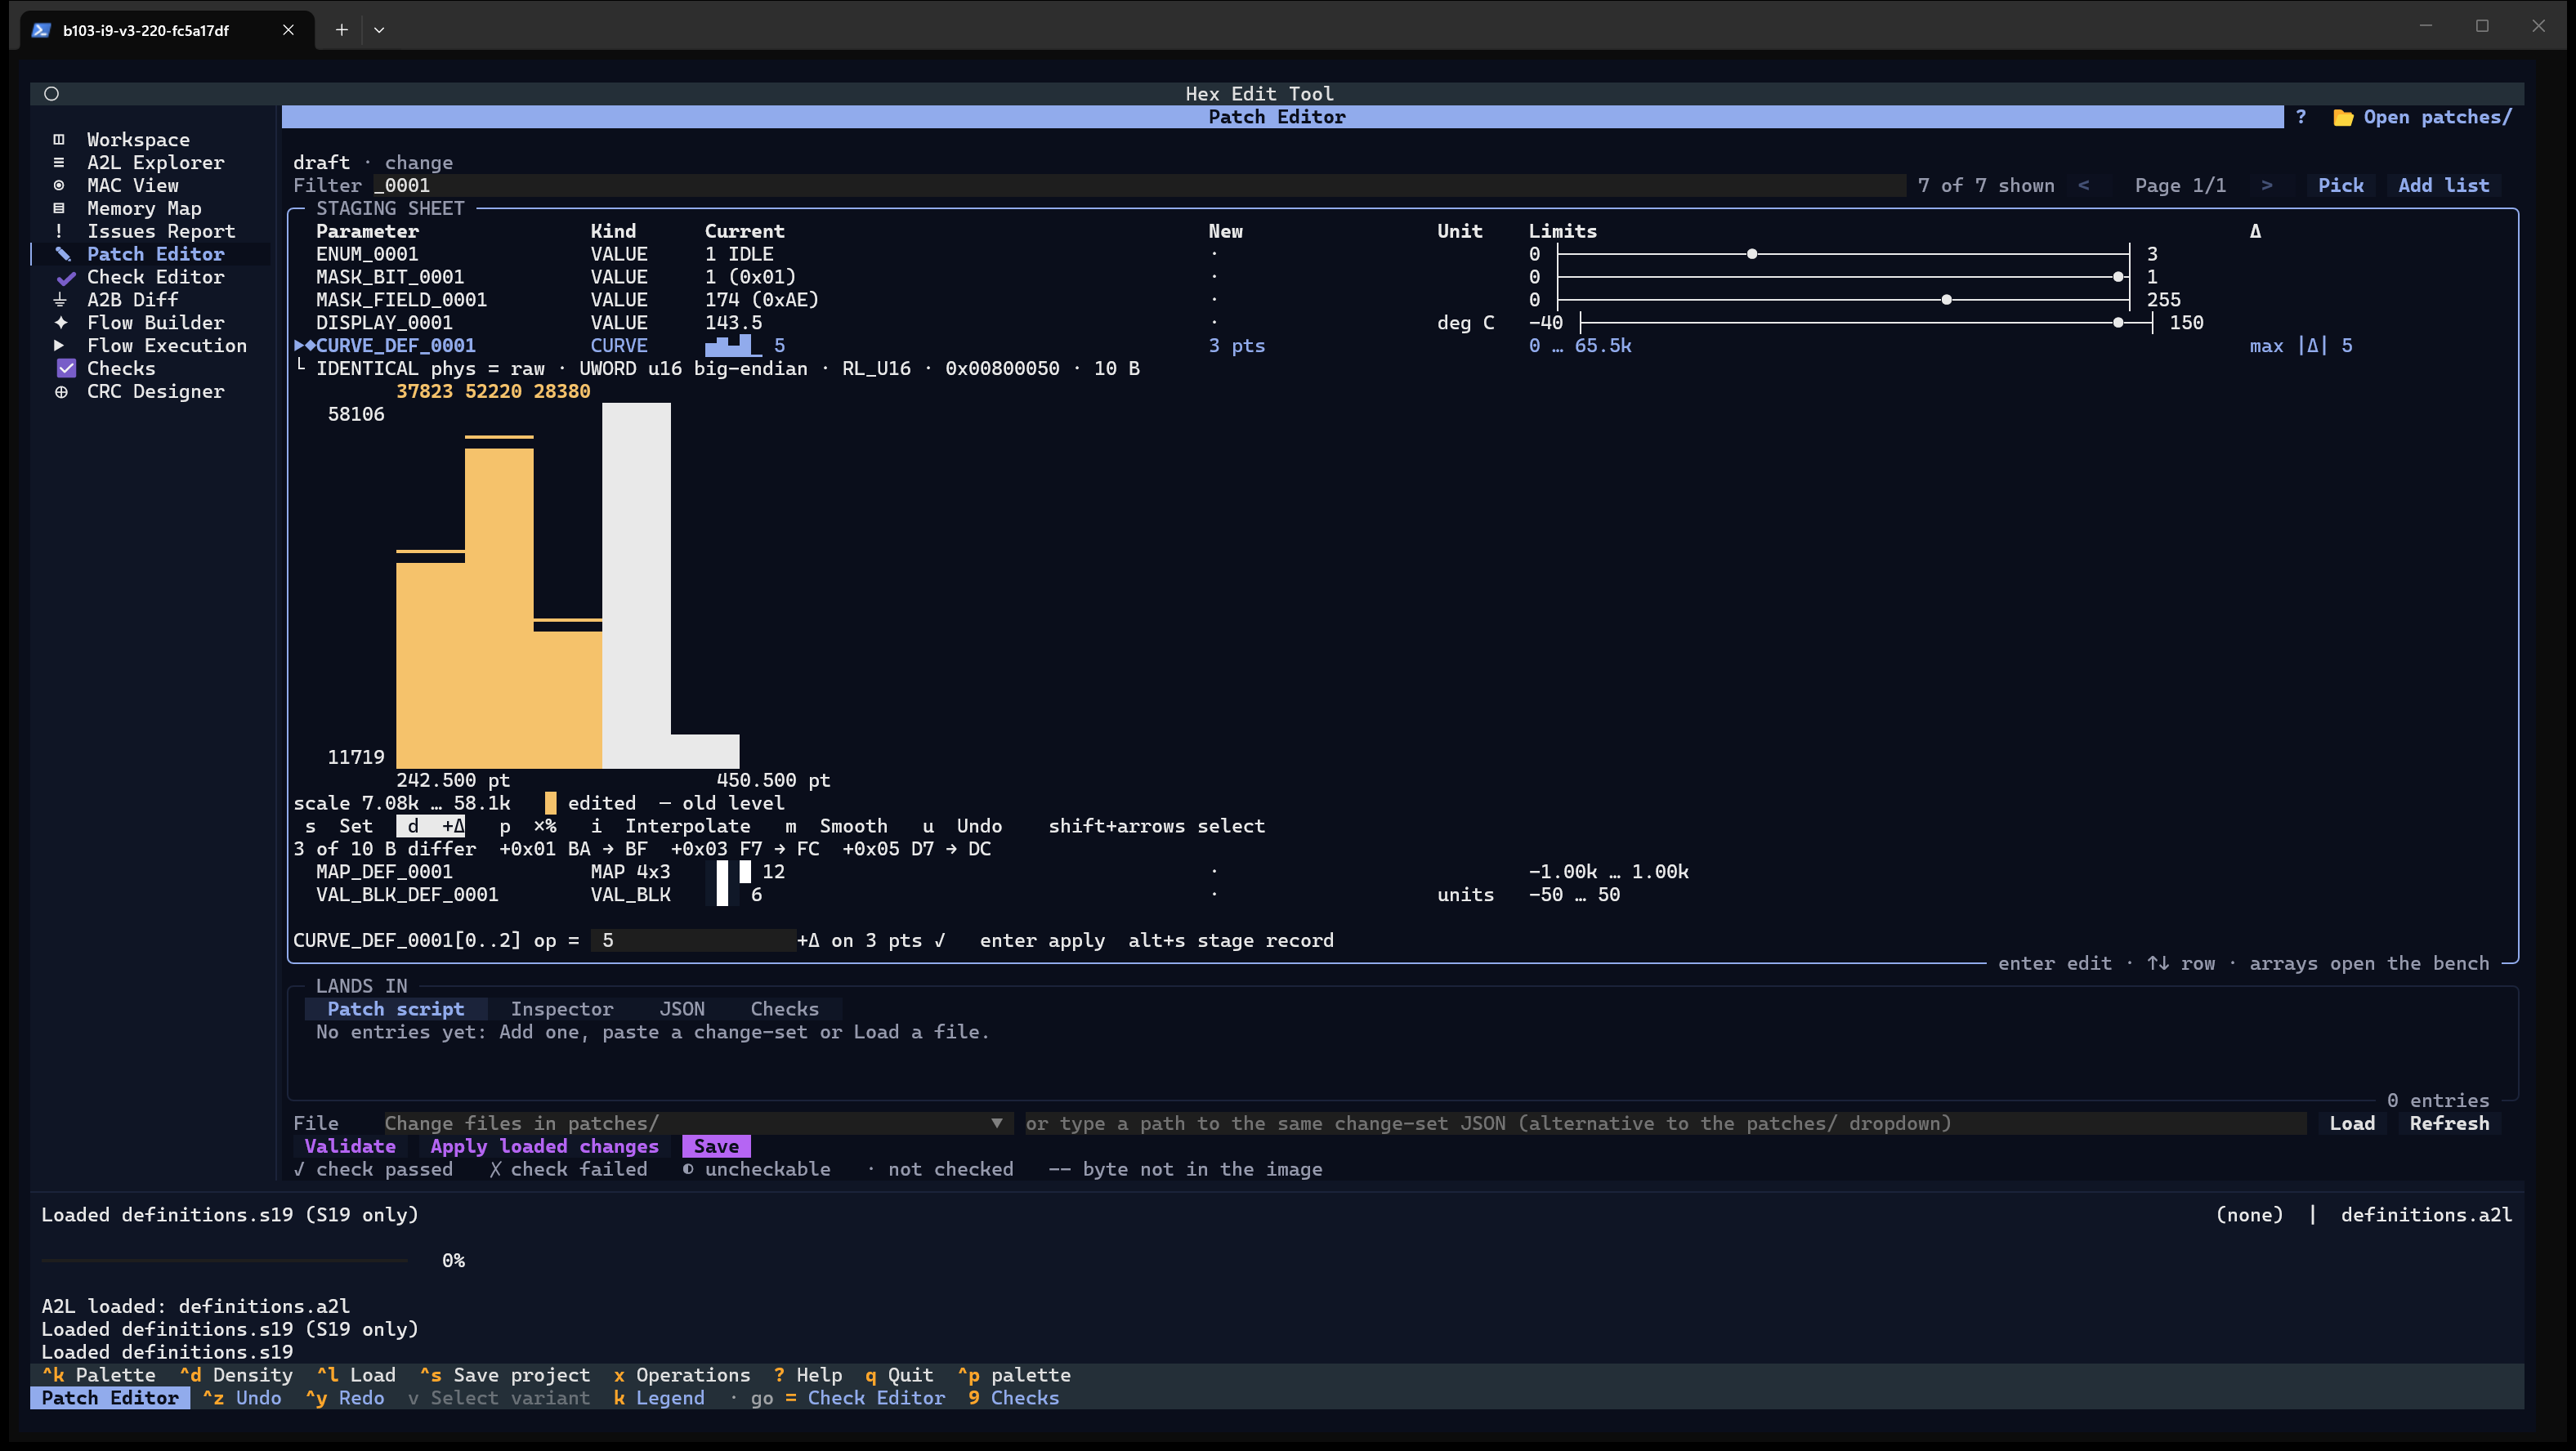 b103-i9-v3-220-fc5a17df
Hex Edit Tool
Patch Editor ? Open patches/
Workspace
A2L Explorer
MAC View
Memory Map
! Issues Report
Patch Editor
Check Editor
A2B Diff
Flow Builder
Flow Execution
Checks
CRC Designer
draft · change
Filter _0001 7 of 7 shown < Page 1/1 > Pick Add list
STAGING SHEET
Parameter Kind Current New Unit Limits Δ
ENUM_0001 VALUE 1 IDLE · 0 3
MASK_BIT_0001 VALUE 1 (0x01) · 0 1
MASK_FIELD_0001 VALUE 174 (0xAE) · 0 255
DISPLAY_0001 VALUE 143.5 · deg C −40 150
▶◆CURVE_DEF_0001 CURVE 5 3 pts 0 … 65.5k max |Δ| 5
└ IDENTICAL phys = raw · UWORD u16 big-endian · RL_U16 · 0x00800050 · 10 B
37823 52220 28380
58106
11719
242.500 pt 450.500 pt
scale 7.08k … 58.1k edited — old level
s Set d +Δ p ×% i Interpolate m Smooth u Undo shift+arrows select
3 of 10 B differ +0x01 BA → BF +0x03 F7 → FC +0x05 D7 → DC
MAP_DEF_0001 MAP 4x3 12 · −1.00k … 1.00k
VAL_BLK_DEF_0001 VAL_BLK 6 · units −50 … 50
CURVE_DEF_0001[0..2] op = 5 +Δ on 3 pts ✓ enter apply alt+s stage record
enter edit · ↑↓ row · arrays open the bench
LANDS IN
Patch script Inspector JSON Checks
No entries yet: Add one, paste a change-set or Load a file.
0 entries
File Change files in patches/ ▼ or type a path to the same change-set JSON (alternative to the patches/ dropdown) Load Refresh
Validate Apply loaded changes Save
✓ check passed ✗ check failed ◐ uncheckable · not checked -- byte not in the image
Loaded definitions.s19 (S19 only) (none) | definitions.a2l
0%
A2L loaded: definitions.a2l
Loaded definitions.s19 (S19 only)
Loaded definitions.s19
^k Palette ^d Density ^l Load ^s Save project x Operations ? Help q Quit ^p palette
Patch Editor ^z Undo ^y Redo v Select variant k Legend · go = Check Editor 9 Checks